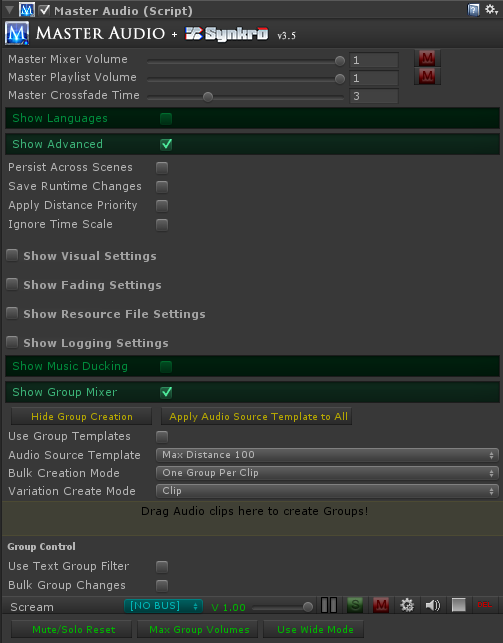 Master Audio (Script)
MASTER AUDIO + Synkro v3.5
Master Mixer Volume 1 M
Master Playlist Volume 1 M
Master Crossfade Time 3
Show Languages
Show Advanced
Persist Across Scenes
Save Runtime Changes
Apply Distance Priority
Ignore Time Scale
Show Visual Settings
Show Fading Settings
Show Resource File Settings
Show Logging Settings
Show Music Ducking
Show Group Mixer
Hide Group Creation Apply Audio Source Template to All
Use Group Templates
Audio Source Template Max Distance 100
Bulk Creation Mode One Group Per Clip
Variation Create Mode Clip
Drag Audio clips here to create Groups!
Group Control
Use Text Group Filter
Bulk Group Changes
Scream [NO BUS] V 1.00 S M
Mute/Solo Reset Max Group Volumes Use Wide Mode